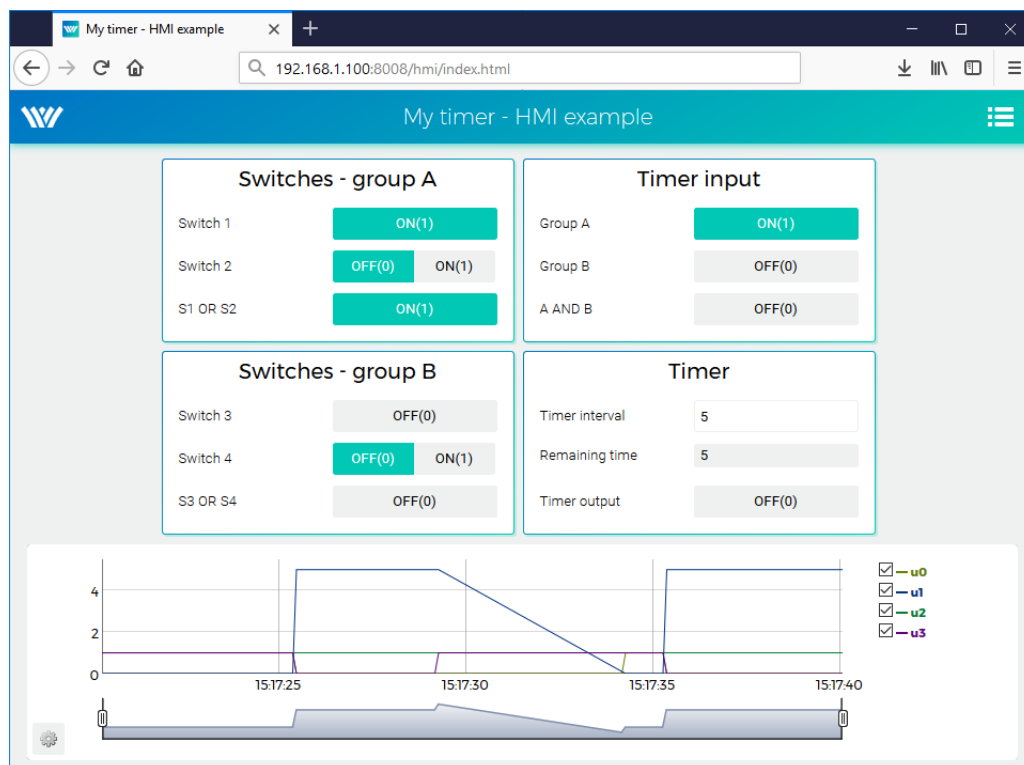 My timer - HMI example
192.168.1.100:8008/hmi/index.html
My timer - HMI example
Switches - group A
Switch 1 ON(1)
Switch 2 OFF(0) ON(1)
S1 OR S2 ON(1)
Timer input
Group A ON(1)
Group B OFF(0)
A AND B OFF(0)
Switches - group B
Switch 3 OFF(0)
Switch 4 OFF(0) ON(1)
S3 OR S4 OFF(0)
Timer
Timer interval 5
Remaining time 5
Timer output OFF(0)
4
2
0
15:17:25 15:17:30 15:17:35 15:17:40
u0
u1
u2
u3